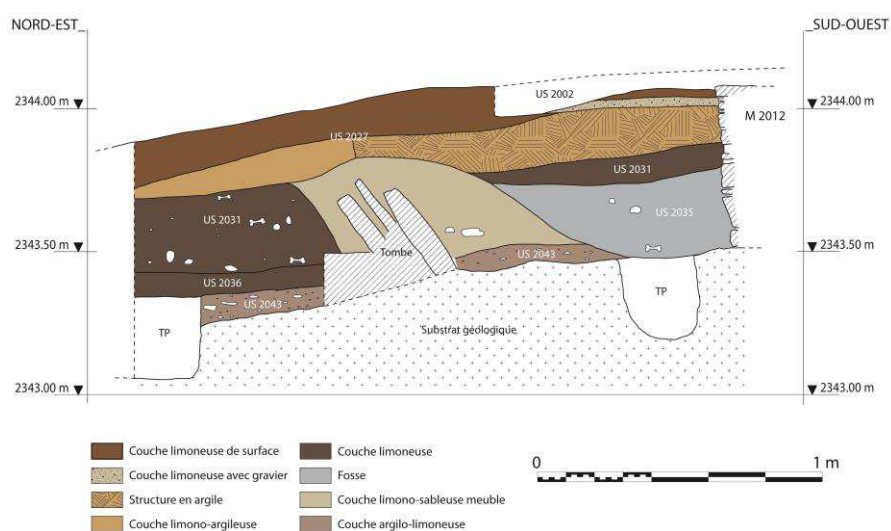 NORD-EST
SUD-OUEST
2344.00 m
US 2002
2344.00 m
M 2012
US 2027
US 2031
US 2031
US 2035
2343.50 m
Tombe
US 2043
2343.50 m
US 2036
US 2043
TP
TP
Substrat géologique
2343.00 m
2343.00 m
Couche limoneuse de surface
Couche limoneuse
Couche limoneuse avec gravier
Fosse
Structure en argile
Couche limono-sableuse meuble
Couche limono-argileuse
Couche argilo-limoneuse
0
1 m